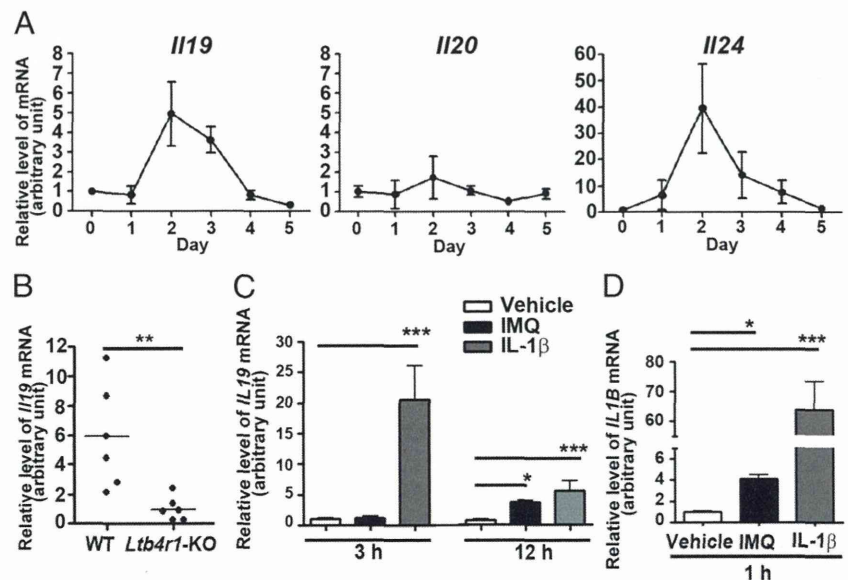 A
Il19
Il20
Il24
Relative level of mRNA
(arbitrary unit)
8
7
6
5
4
3
2
1
0
0 1 2 3 4 5
Day
8
7
6
5
4
3
2
1
0
0 1 2 3 4 5
Day
60
50
40
30
20
10
0
0 1 2 3 4 5
Day
B
Relative level of Il19 mRNA
(arbitrary unit)
12
10
8
6
4
2
0
**
WT Ltb4r1-KO
C
Vehicle
IMQ
IL-1β
Relative level of IL19 mRNA
(arbitrary unit)
30
25
20
15
10
5
0
***
***
*
3 h
12 h
D
Relative level of IL1B mRNA
(arbitrary unit)
80
70
60
6
4
2
0
*
***
Vehicle IMQ IL-1β
1 h